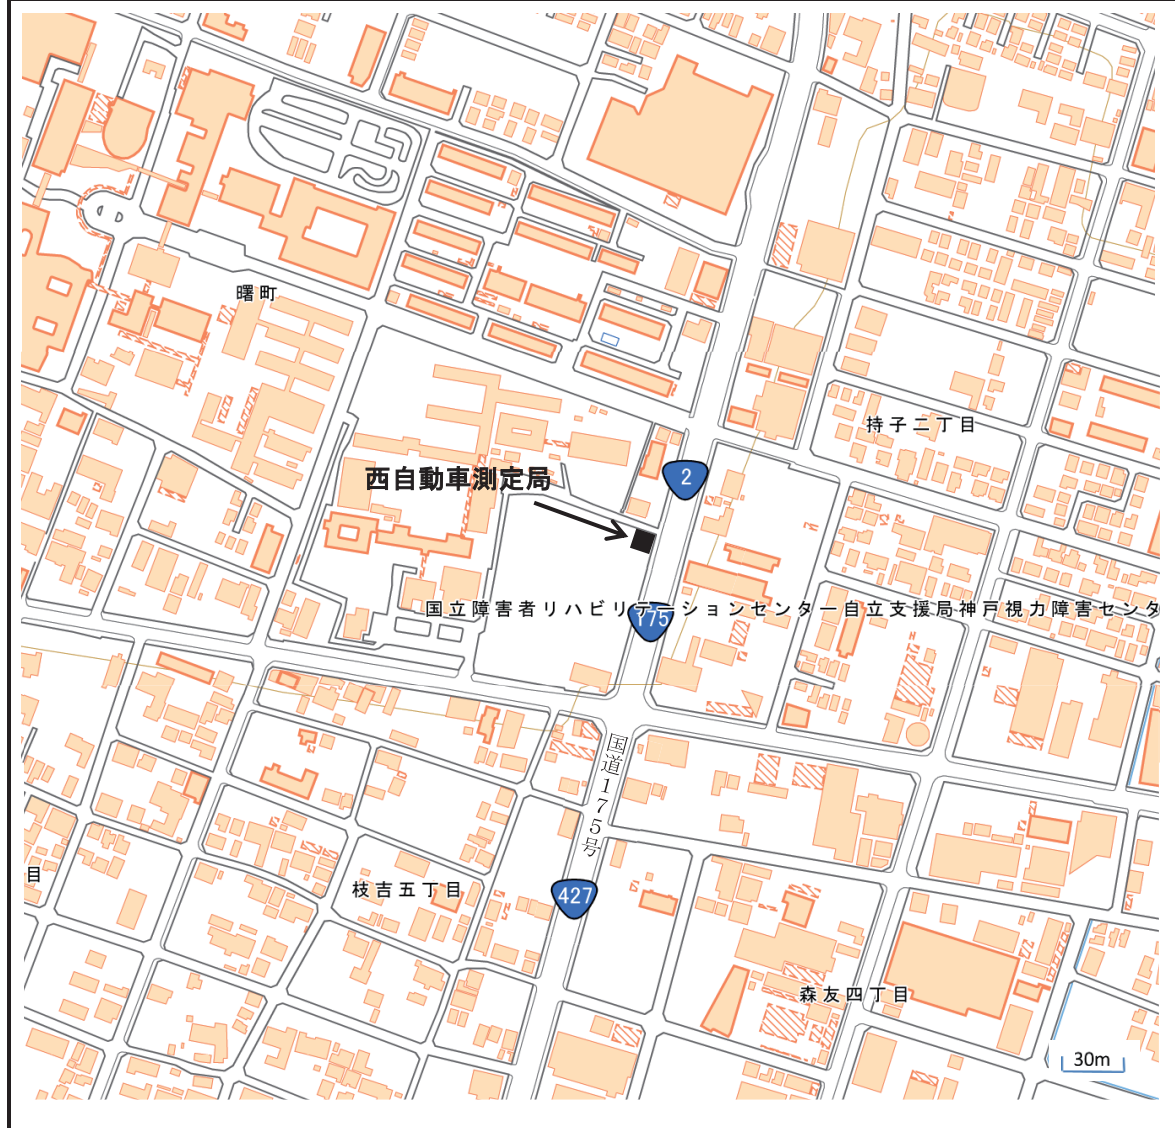 曙町
持子二丁目
西自動車測定局
2
国立障害者リハビリテーションセンター自立支援局神戸視力障害センタ
175
国道175号
目
枝吉五丁目
427
森友四丁目
30m